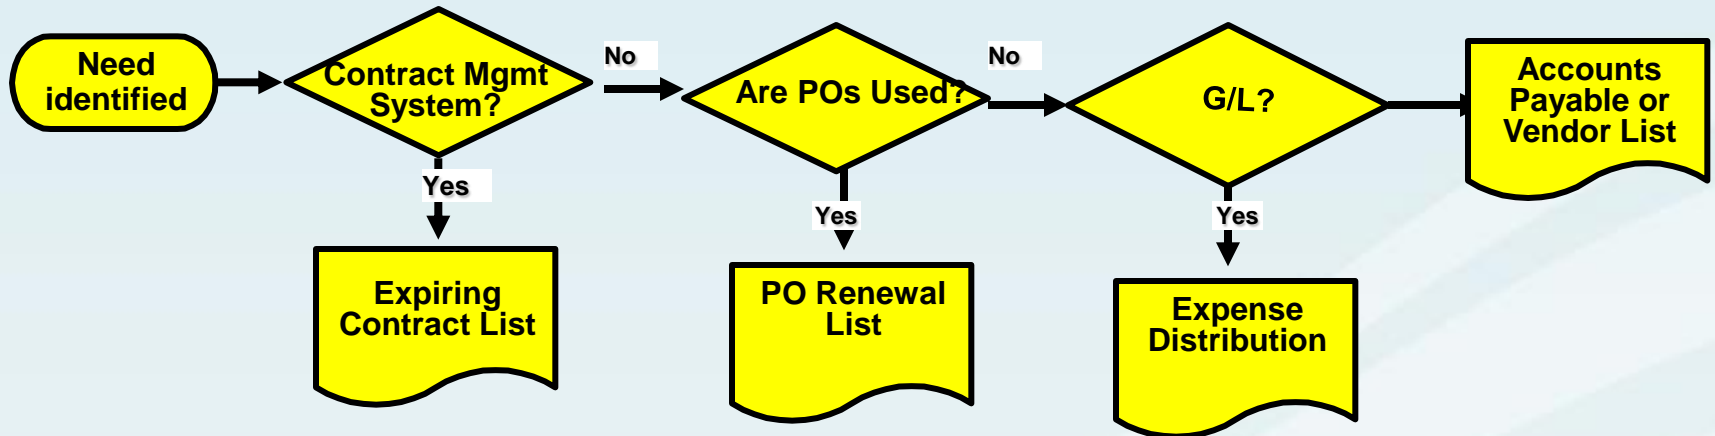 Need
identified
Contract Mgmt
System?
No
Are POs Used?
No
G/L?
Accounts
Payable or
Vendor List
Yes
Yes
Yes
Expiring
Contract List
PO Renewal
List
Expense
Distribution